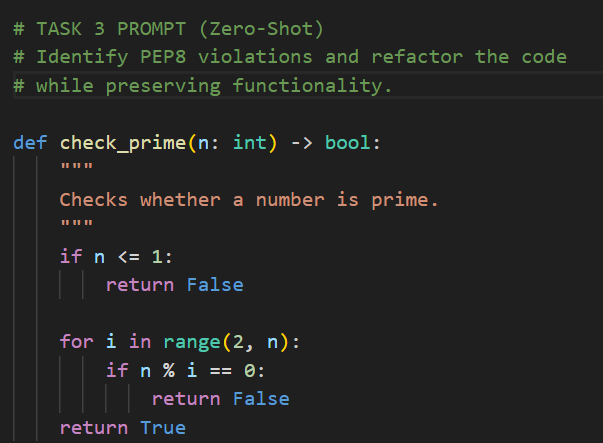 # TASK 3 PROMPT (Zero-Shot)
# Identify PEP8 violations and refactor the code
# while preserving functionality.
def check_prime(n: int) -> bool:
    """
    Checks whether a number is prime.
    """
    if n <= 1:
        return False
    for i in range(2, n):
        if n % i == 0:
            return False
    return True